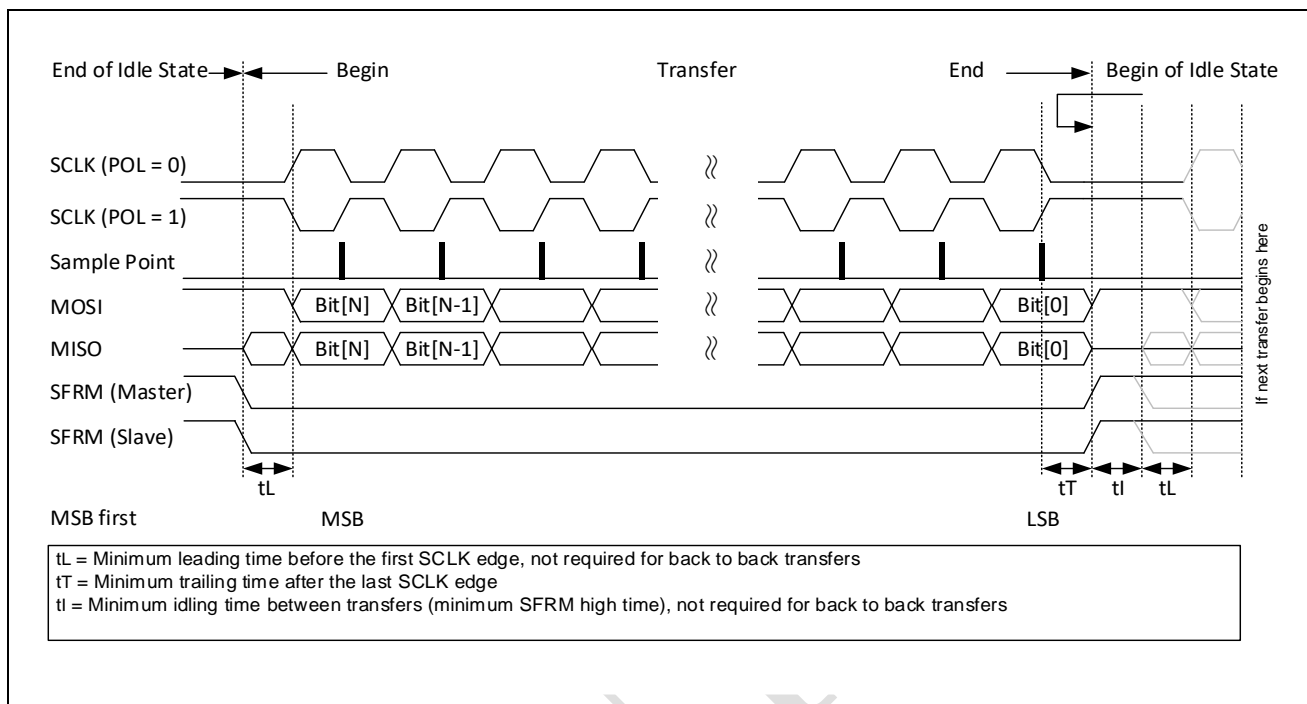 End of Idle State Begin Transfer End Begin of Idle State
SCLK (POL = 0)
SCLK (POL = 1)
Sample Point
MOSI Bit[N] Bit[N-1] Bit[0]
MISO Bit[N] Bit[N-1] Bit[0]
SFRM (Master)
SFRM (Slave)
If next transfer begins here
tL tT tI tL
MSB first MSB LSB
tL = Minimum leading time before the first SCLK edge, not required for back to back transfers
tT = Minimum trailing time after the last SCLK edge
tI = Minimum idling time between transfers (minimum SFRM high time), not required for back to back transfers